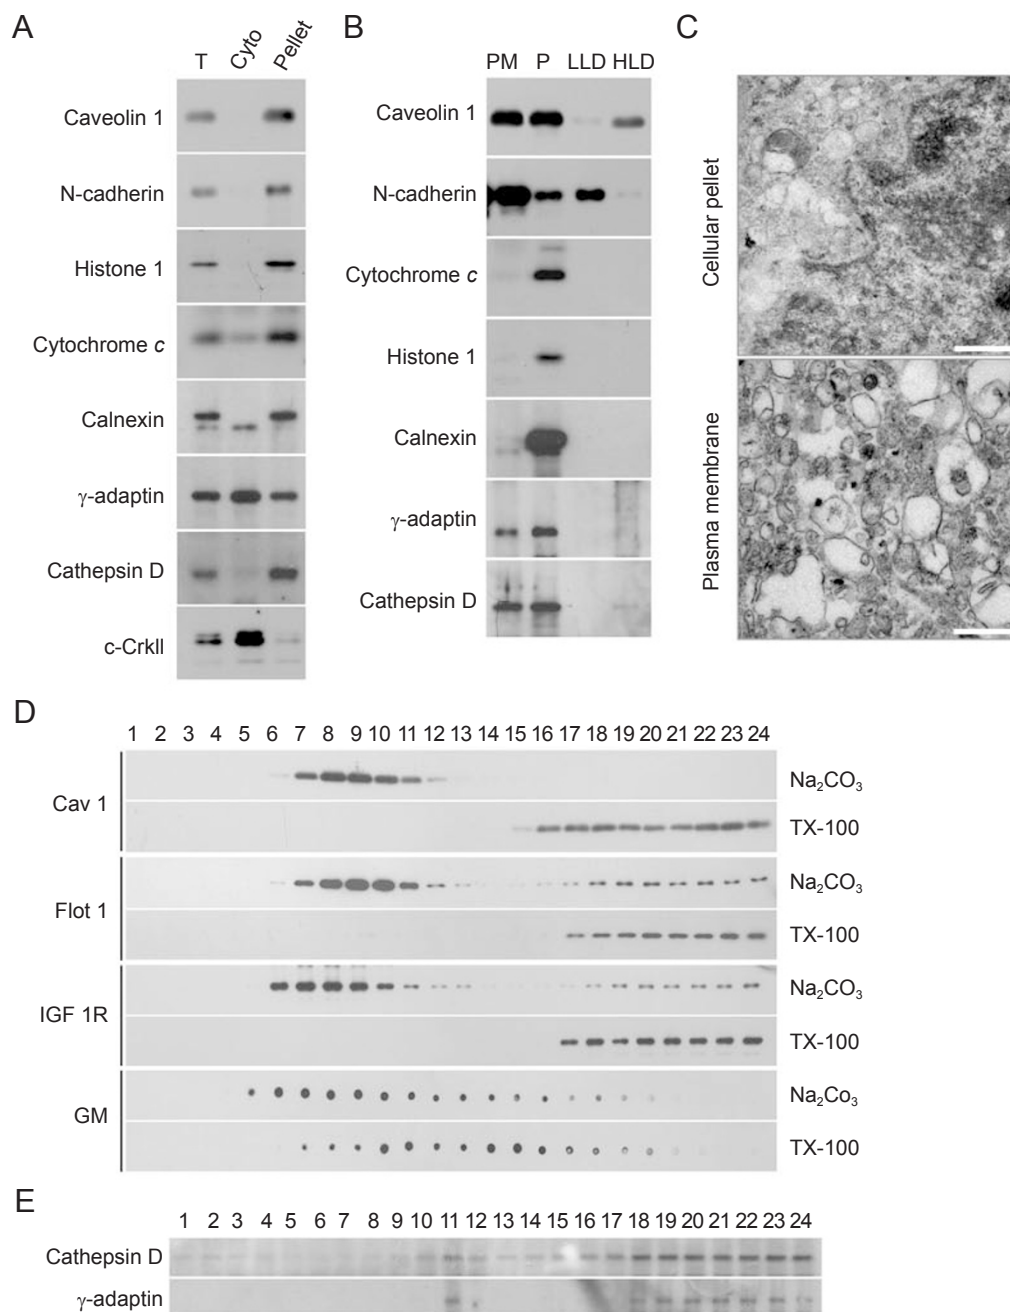 A
T Cyto Pellet
Caveolin 1
N-cadherin
Histone 1
Cytochrome c
Calnexin
γ-adaptin
Cathepsin D
c-CrkII
B
PM P LLD HLD
Caveolin 1
N-cadherin
Cytochrome c
Histone 1
Calnexin
γ-adaptin
Cathepsin D
C
Cellular pellet
Plasma membrane
D
1 2 3 4 5 6 7 8 9 10 11 12 13 14 15 16 17 18 19 20 21 22 23 24
Cav 1
Na₂CO₃
TX-100
Flot 1
Na₂CO₃
TX-100
IGF 1R
Na₂CO₃
TX-100
GM
Na₂Co₃
TX-100
E
1 2 3 4 5 6 7 8 9 10 11 12 13 14 15 16 17 18 19 20 21 22 23 24
Cathepsin D
γ-adaptin